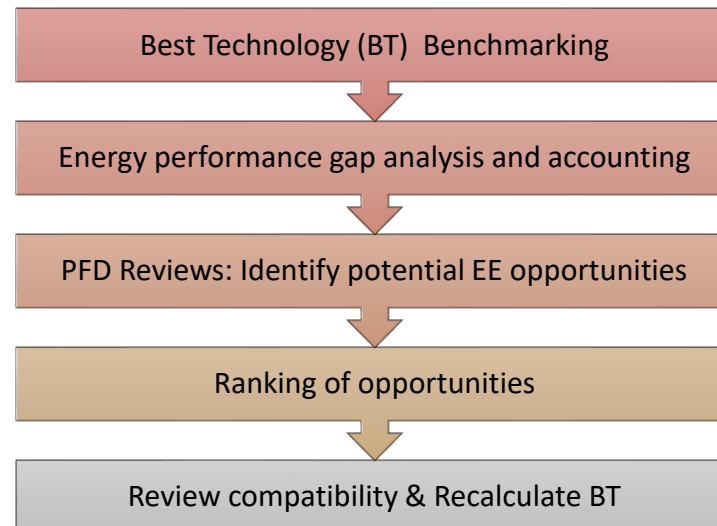 Best Technology (BT)  Benchmarking
Energy performance gap analysis and accounting
PFD Reviews: Identify potential EE opportunities
Ranking of opportunities
Review compatibility & Recalculate BT